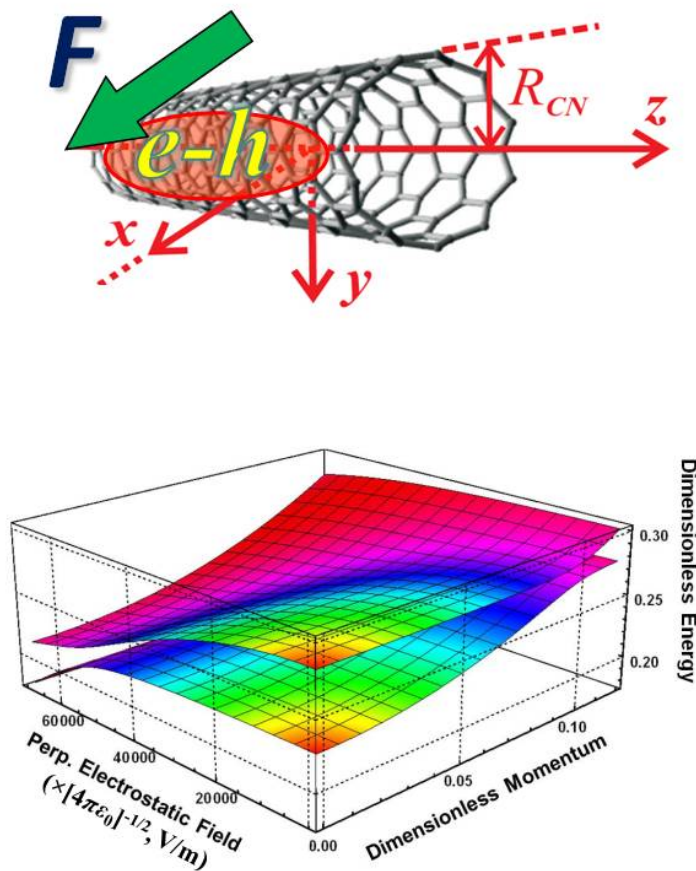 F
e-h
R_CN
z
x
y
Dimensionless Energy
0.30
0.25
0.20
0.10
0.05
0.00
Dimensionless Momentum
60000
40000
20000
Perp. Electrostatic Field
(×[4πε₀]^-1/2, V/m)